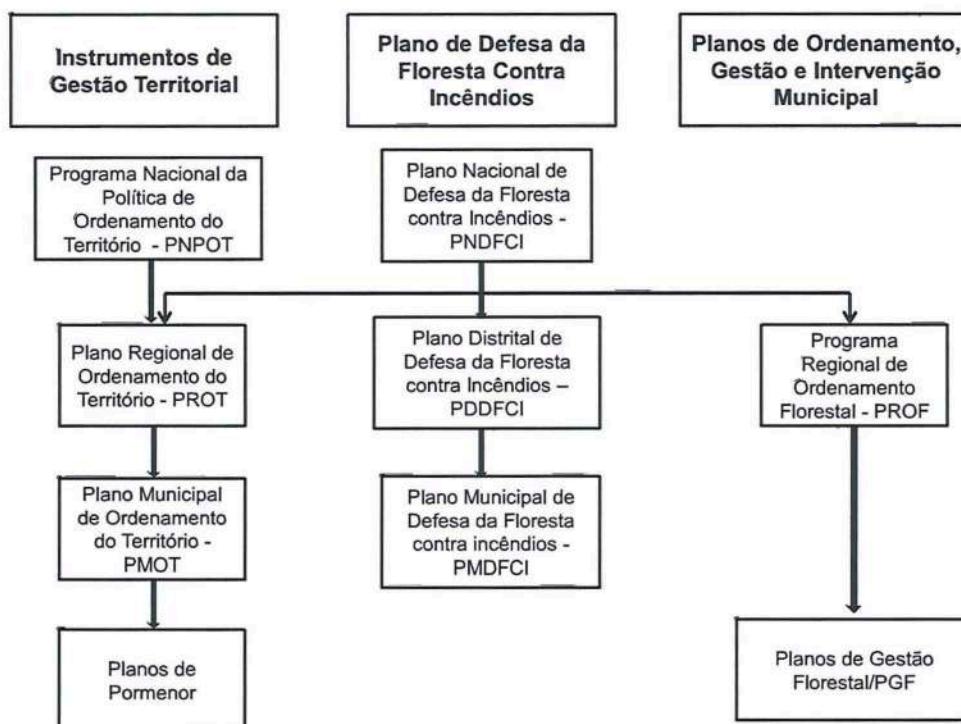 Instrumentos de
Gestão Territorial
Plano de Defesa da
Floresta Contra
Incêndios
Planos de Ordenamento,
Gestão e Intervenção
Municipal
Programa Nacional da
Política de
Ordenamento do
Território - PNPOT
Plano Nacional de
Defesa da Floresta
contra Incêndios -
PNDFCI
Plano Regional de
Ordenamento do
Território - PROT
Plano Distrital de
Defesa da Floresta
contra Incêndios –
PDDFCI
Programa
Regional de
Ordenamento
Florestal - PROF
Plano Municipal
de Ordenamento
do Território -
PMOT
Plano Municipal de
Defesa da Floresta
contra incêndios -
PMDFCI
Planos de
Pormenor
Planos de Gestão
Florestal/PGF